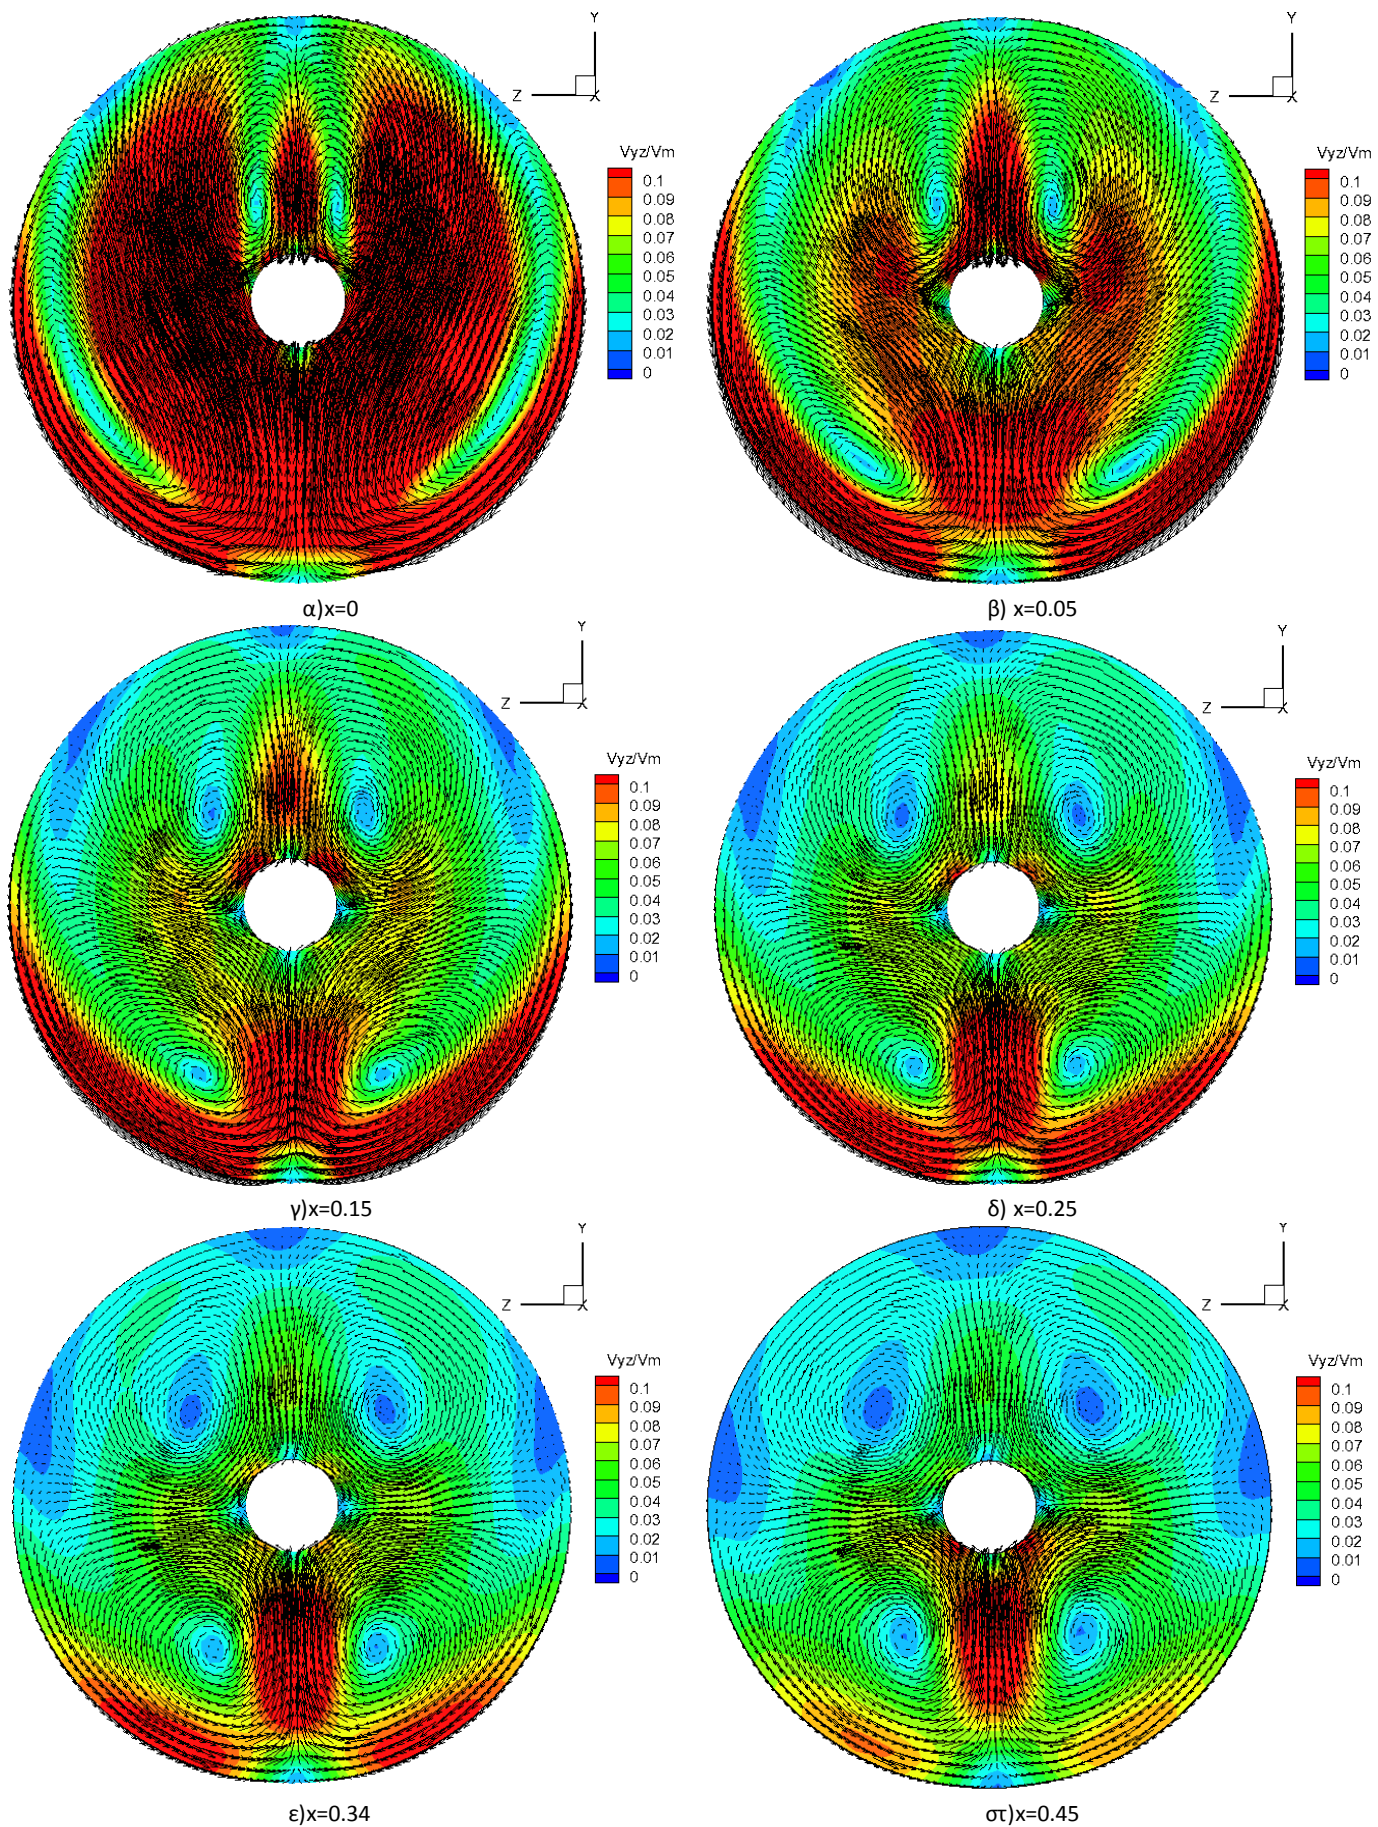 Y
Z
X
Vyz/Vm
0.1
0.09
0.08
0.07
0.06
0.05
0.04
0.03
0.02
0.01
0
α)x=0
Y
Z
X
Vyz/Vm
0.1
0.09
0.08
0.07
0.06
0.05
0.04
0.03
0.02
0.01
0
β) x=0.05
Y
Z
X
Vyz/Vm
0.1
0.09
0.08
0.07
0.06
0.05
0.04
0.03
0.02
0.01
0
γ)x=0.15
Y
Z
X
Vyz/Vm
0.1
0.09
0.08
0.07
0.06
0.05
0.04
0.03
0.02
0.01
0
δ) x=0.25
Y
Z
X
Vyz/Vm
0.1
0.09
0.08
0.07
0.06
0.05
0.04
0.03
0.02
0.01
0
ε)x=0.34
Y
Z
X
Vyz/Vm
0.1
0.09
0.08
0.07
0.06
0.05
0.04
0.03
0.02
0.01
0
στ)x=0.45